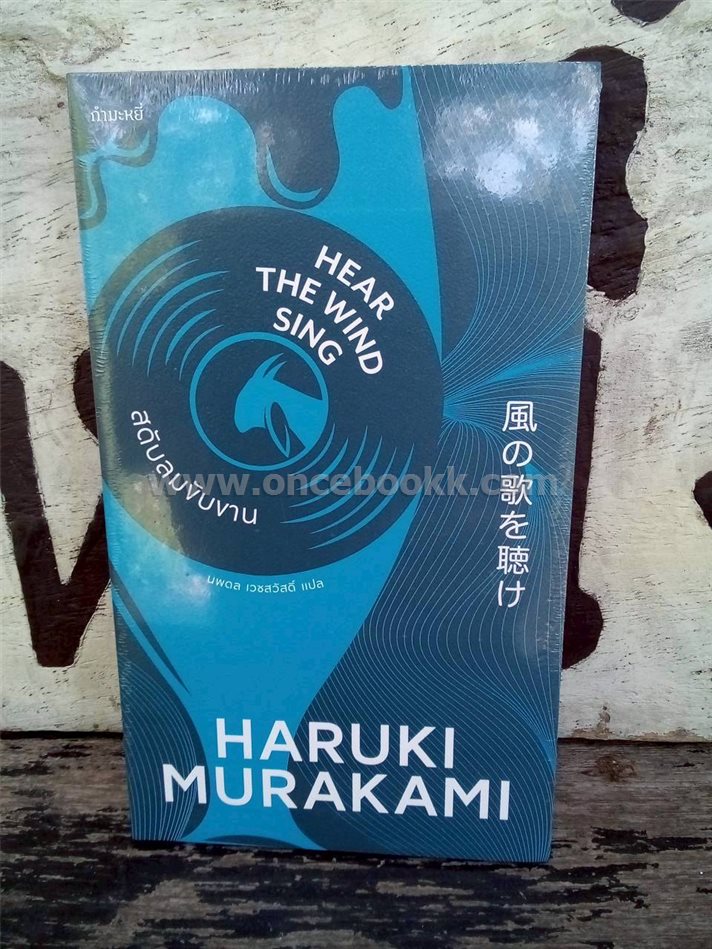 กำมะหยี่
HEAR
THE WIND
SING
สดับลมขับขาน
นพดล เวชสวัสดิ์ แปล
風の歌を聴け
www.oncebookk.com
HARUKI
MURAKAMI